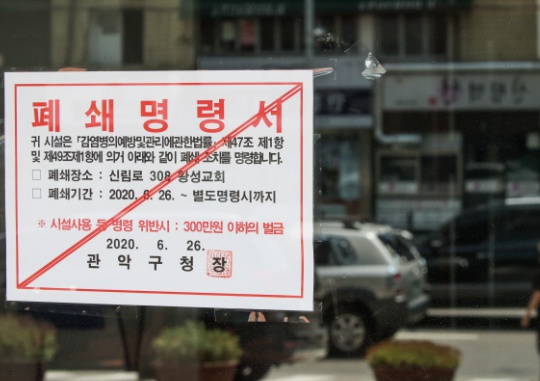 폐쇄명령서
귀 시설은 「감염병의예방및관리에관한법률」 제47조 제1항
및 제49조제1항에 의거 아래와 같이 폐쇄 조치를 명령합니다.
□ 폐쇄장소 : 신림로 308 왕성교회
□ 폐쇄기간 : 2020. 6. 26. ~ 별도명령시까지
※ 시설사용 등 명령 위반시 : 300만원 이하의 벌금
2020. 6. 26.
관악구청장